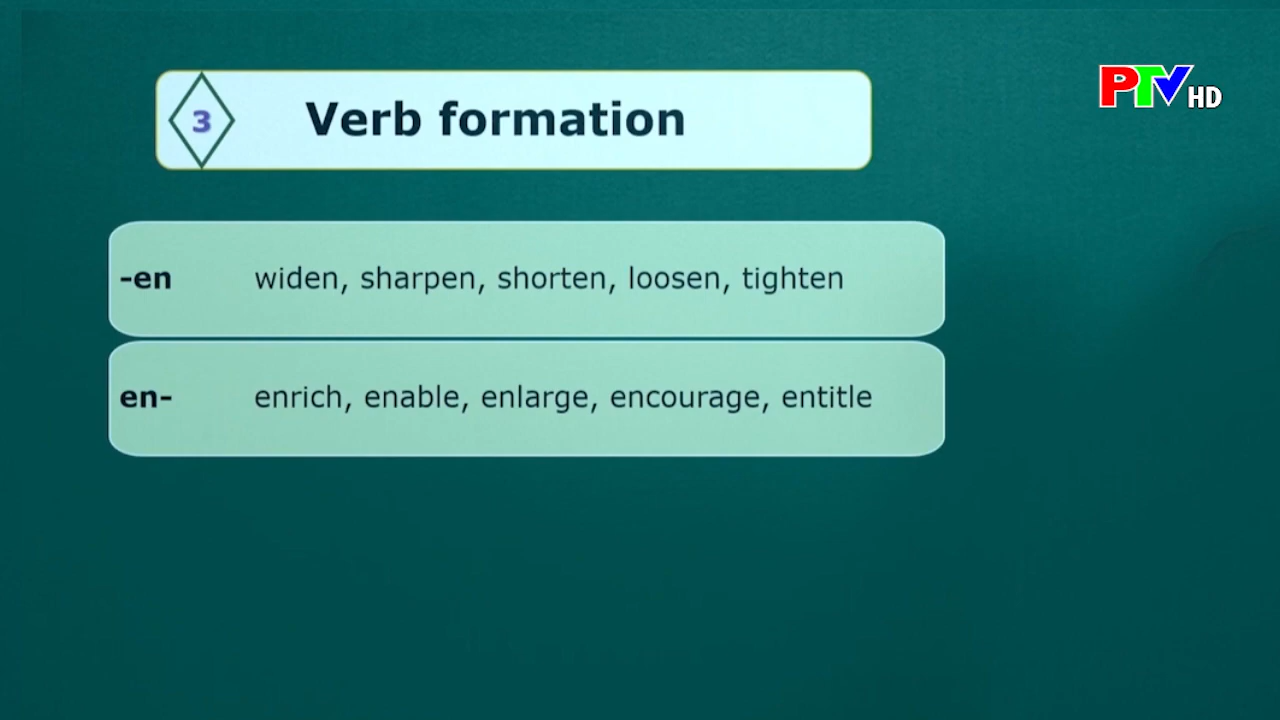 PTV HD
3 Verb formation
-en widen, sharpen, shorten, loosen, tighten
en- enrich, enable, enlarge, encourage, entitle